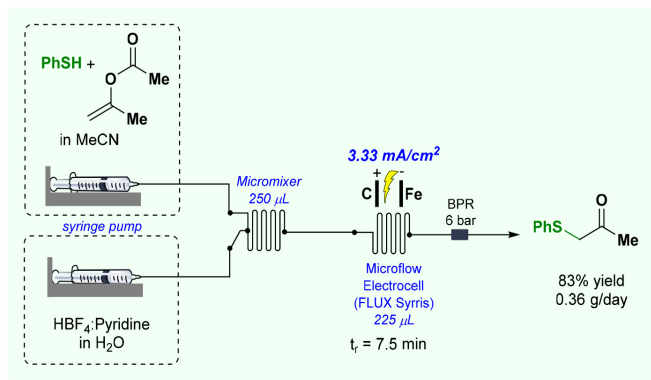 PhSH +
O
O
Me
Me
in MeCN
syringe pump
HBF4:Pyridine
in H2O
Micromixer
250 µL
3.33 mA/cm²
+ -
C Fe
Microflow
Electrocell
(FLUX Syrris)
225 µL
tr = 7.5 min
BPR
6 bar
O
PhS
Me
83% yield
0.36 g/day